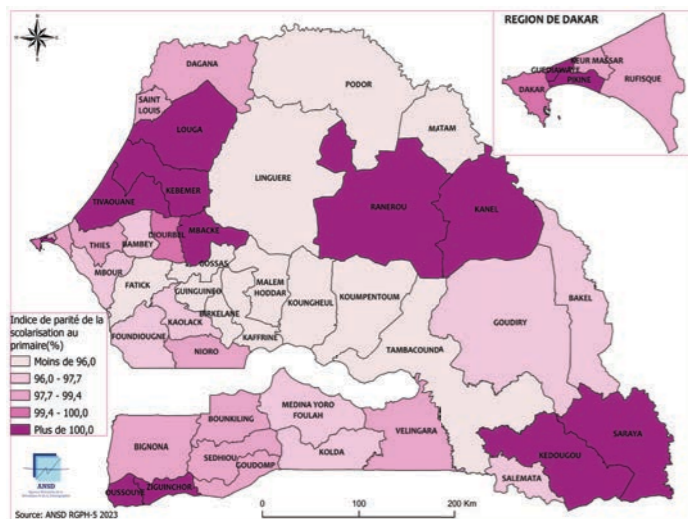 REGION DE DAKAR
KEUR MASSAR
GUEDIAWAYE
PIKINE
RUFISQUE
DAKAR
DAGANA
PODOR
SAINT
LOUIS
LOUGA
MATAM
LINGUERE
KEBEMER
TIVAOUANE
RANEROU
KANEL
MBACKE
DIOURBEL
THIES
BAMBEY
GOSSAS
MBOUR
FATICK
GUINGUINEO
MALEM
HODDAR
KOUNGHEUL
KOUMPENTOUM
BAKEL
GOUDIRY
BIRKELANE
KAOLACK
KAFFRINE
FOUNDIOUGNE
NIORO
TAMBACOUNDA
Indice de parité de la
scolarisation au
primaire(%)
Moins de 96,0
96,0 - 97,7
97,7 - 99,4
99,4 - 100,0
Plus de 100,0
MEDINA YORO
FOULAH
BOUNKILING
VELINGARA
SARAYA
KEDOUGOU
BIGNONA
SEDHIOU
GOUDOMP
KOLDA
SALEMATA
OUSSOUYE
ZIGUINCHOR
ANSD
0 100 200 Km
Source: ANSD RGPH-5 2023